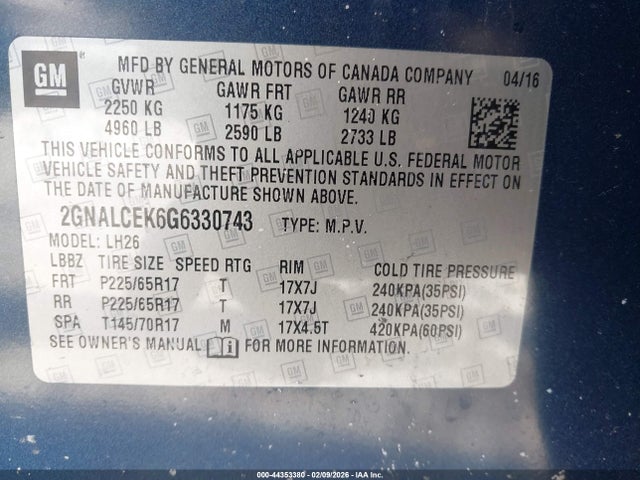 GM
MFD BY GENERAL MOTORS OF CANADA COMPANY 04/16
GVWR GAWR FRT GAWR RR
2250 KG 1175 KG 1240 KG
4960 LB 2590 LB 2733 LB
THIS VEHICLE CONFORMS TO ALL APPLICABLE U.S. FEDERAL MOTOR
VEHICLE SAFETY AND THEFT PREVENTION STANDARDS IN EFFECT ON
THE DATE OF MANUFACTURE SHOWN ABOVE.
2GNALCEK6G6330743 TYPE: M.P.V.
MODEL: LH26
LBBZ TIRE SIZE SPEED RTG RIM COLD TIRE PRESSURE
FRT P225/65R17 T 17X7J 240KPA(35PSI)
RR P225/65R17 T 17X7J 240KPA(35PSI)
SPA T145/70R17 M 17X4.5T 420KPA(60PSI)
SEE OWNER'S MANUAL FOR MORE INFORMATION.
000-44353380 - 02/09/2026 - IAA Inc.